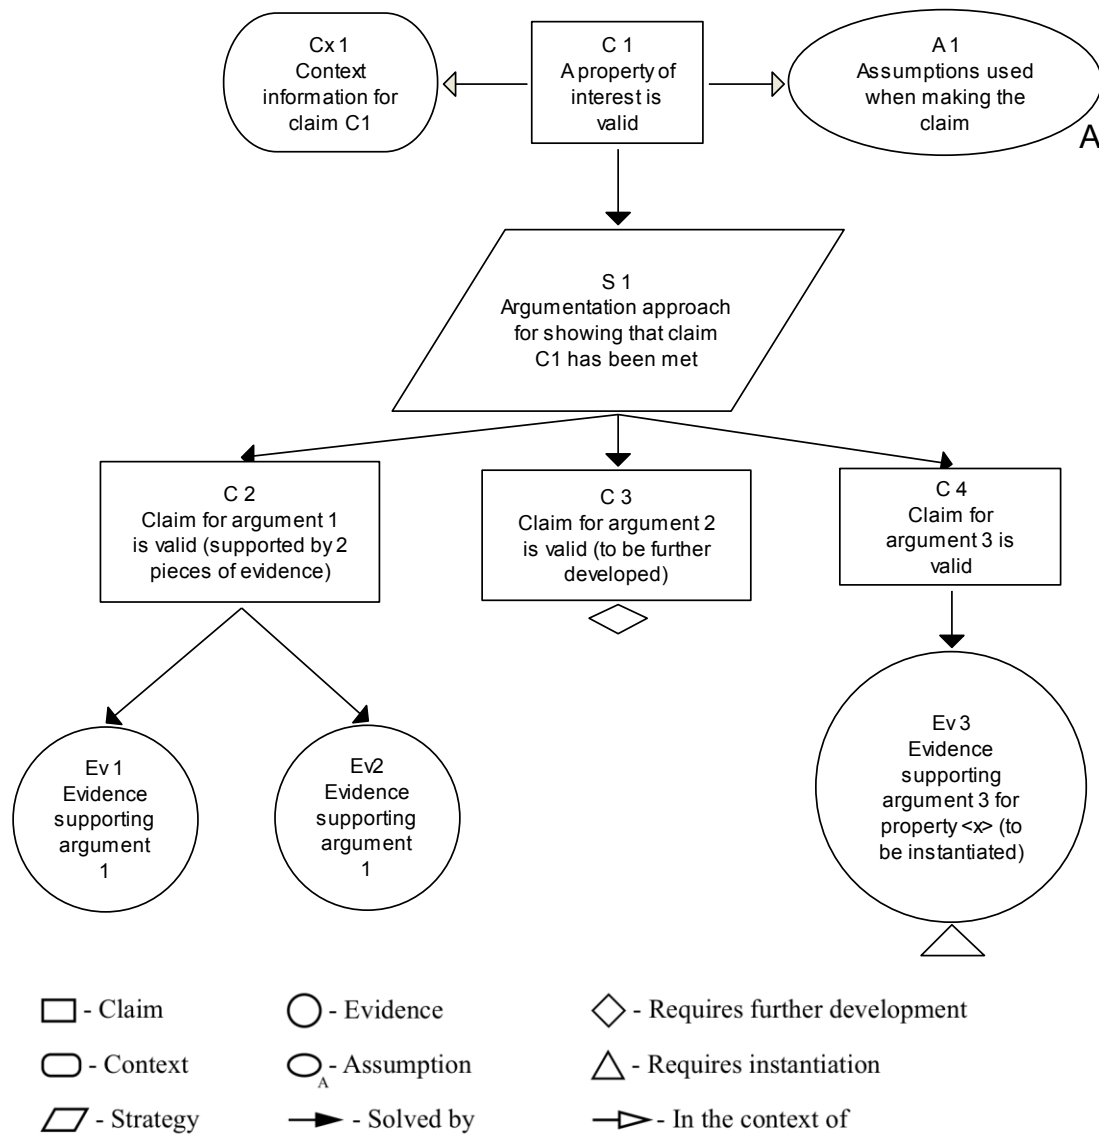 Cx 1
Context
information for
claim C1
C 1
A property of
interest is
valid
A 1
Assumptions used
when making the
claim
A
S 1
Argumentation approach
for showing that claim
C1 has been met
C 2
Claim for argument 1
is valid (supported by 2
pieces of evidence)
C 3
Claim for argument 2
is valid (to be further
developed)
C 4
Claim for
argument 3 is
valid
Ev 1
Evidence
supporting
argument
1
Ev2
Evidence
supporting
argument
1
Ev 3
Evidence
supporting
argument 3 for
property <x> (to
be instantiated)
- Claim
- Evidence
- Requires further development
- Context
A
- Assumption
- Requires instantiation
- Strategy
- Solved by
- In the context of